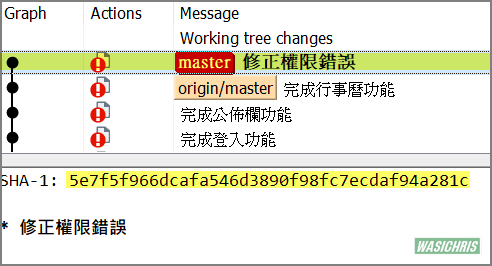 Graph Actions Message
Working tree changes
master 修正權限錯誤
origin/master 完成行事曆功能
完成公佈欄功能
完成登入功能
SHA-1: 5e7f5f966dcafa546d3890f98fc7ecdaf94a281c
* 修正權限錯誤
WASICHRIS